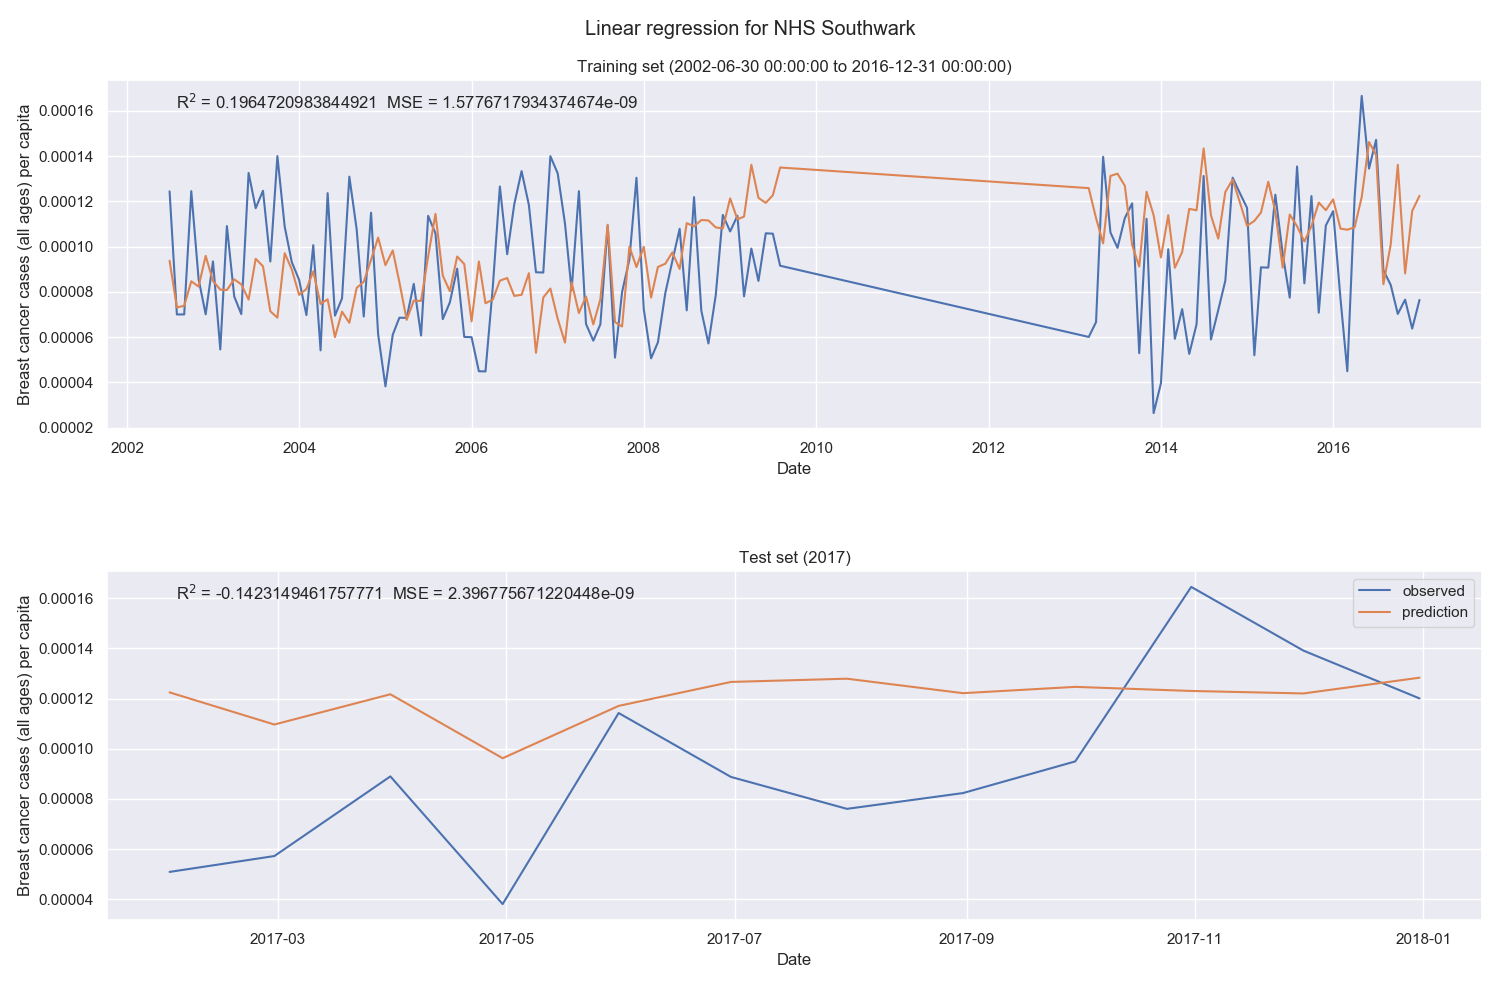 Linear regression for NHS Southwark
Training set (2002-06-30 00:00:00 to 2016-12-31 00:00:00)
R² = 0.1964720983844921 MSE = 1.5776717934374674e-09
Breast cancer cases (all ages) per capita
0.00016
0.00014
0.00012
0.00010
0.00008
0.00006
0.00004
0.00002
2002 2004 2006 2008 2010 2012 2014 2016
Date
Test set (2017)
R² = -0.1423149461757771 MSE = 2.396775671220448e-09
observed
prediction
Breast cancer cases (all ages) per capita
0.00016
0.00014
0.00012
0.00010
0.00008
0.00006
0.00004
2017-03 2017-05 2017-07 2017-09 2017-11 2018-01
Date